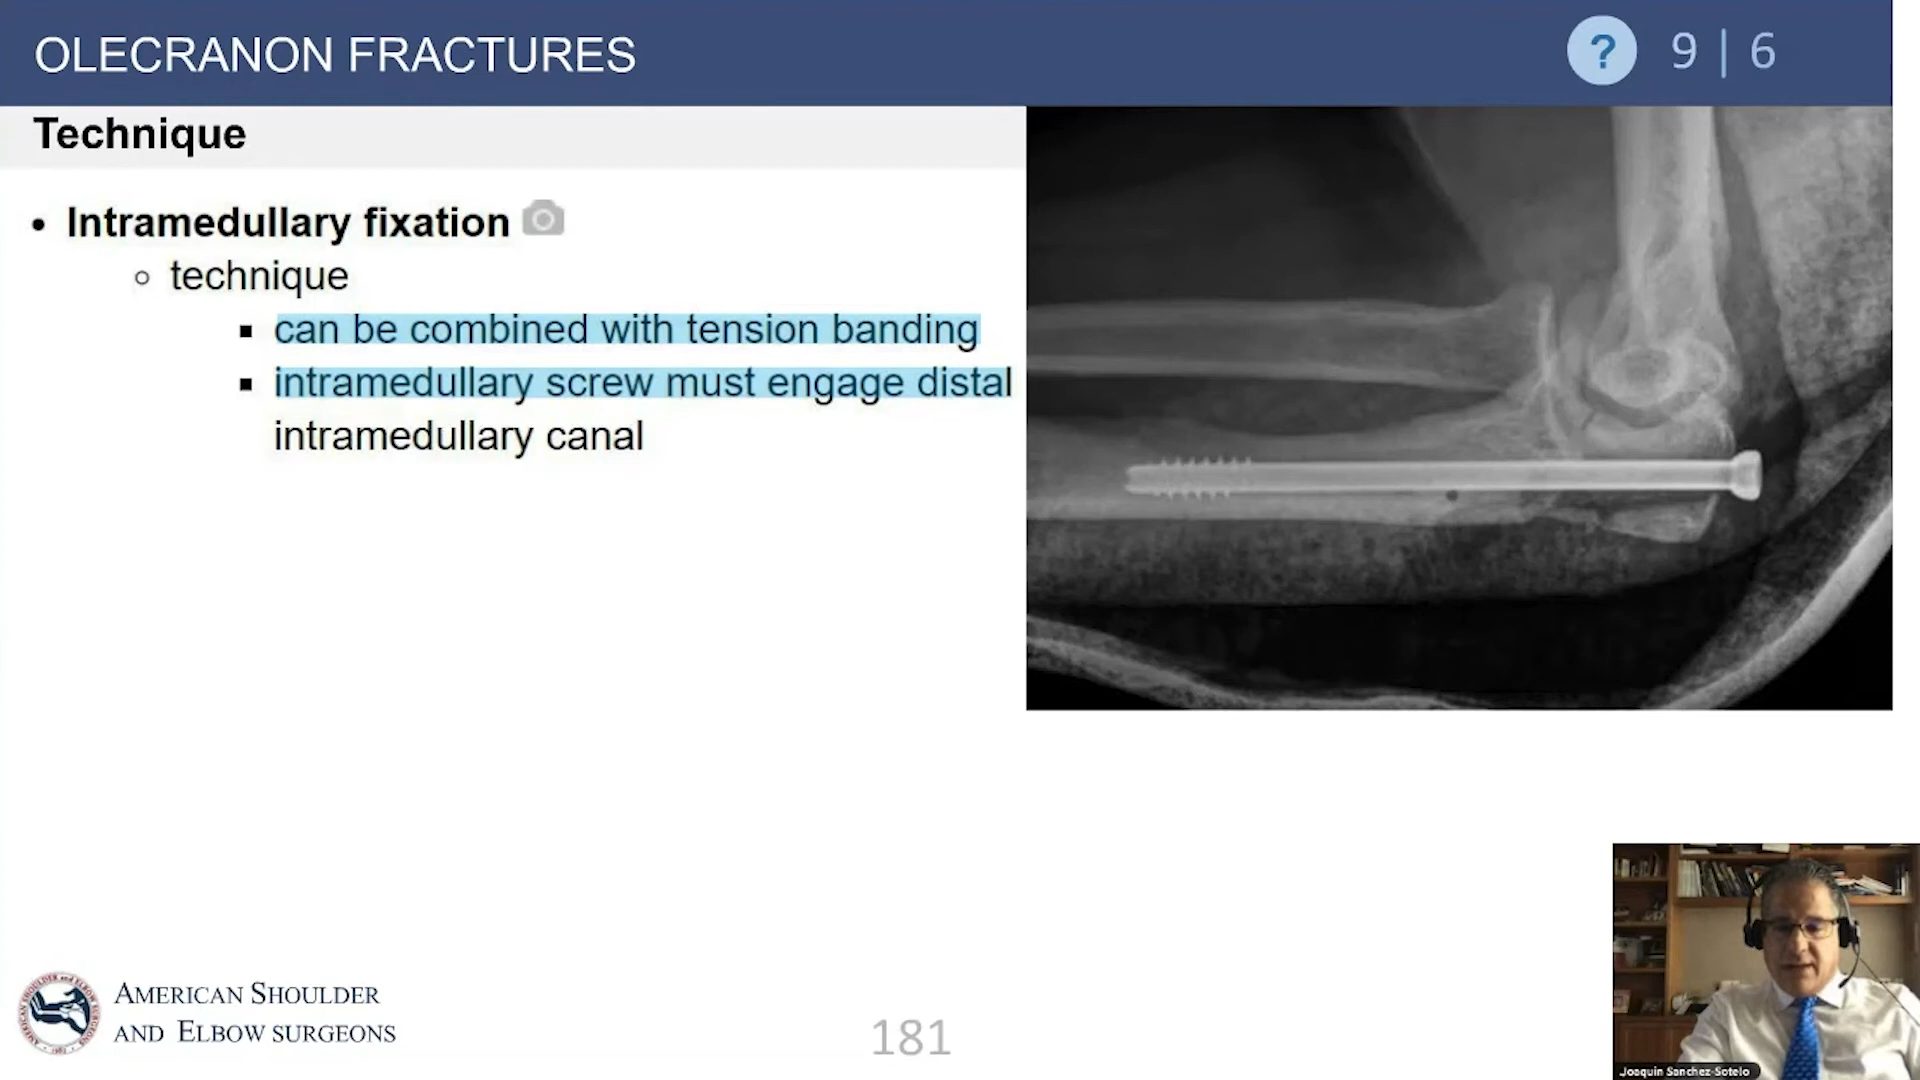 OLECRANON FRACTURES
? 9 | 6
Technique
• Intramedullary fixation
technique
can be combined with tension banding
intramedullary screw must engage distal
intramedullary canal
AMERICAN SHOULDER
AND ELBOW SURGEONS
181
Joaquin Sanchez-Sotelo